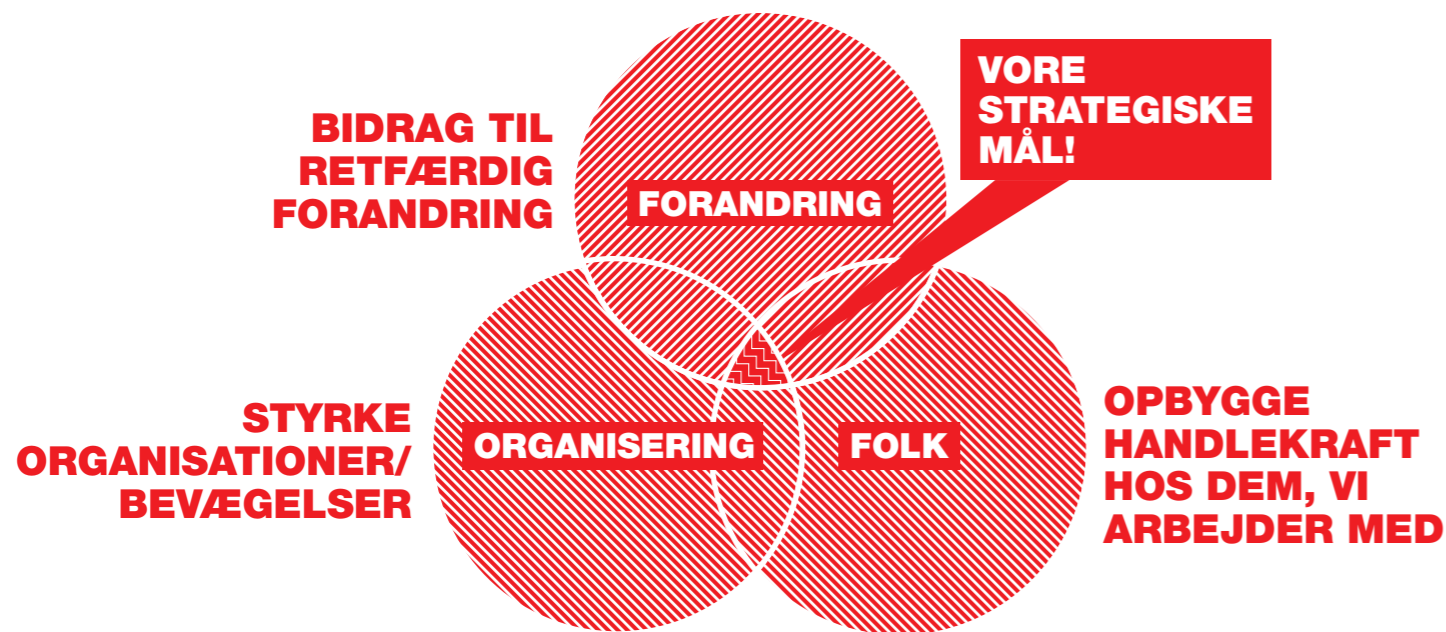 BIDRAG TIL
RETFÆRDIG
FORANDRING
FORANDRING
VORE
STRATEGISKE
MÅL!
STYRKE
ORGANISATIONER/
BEVÆGELSER
ORGANISERING
FOLK
OPBYGGE
HANDLEKRAFT
HOS DEM, VI
ARBEJDER MED